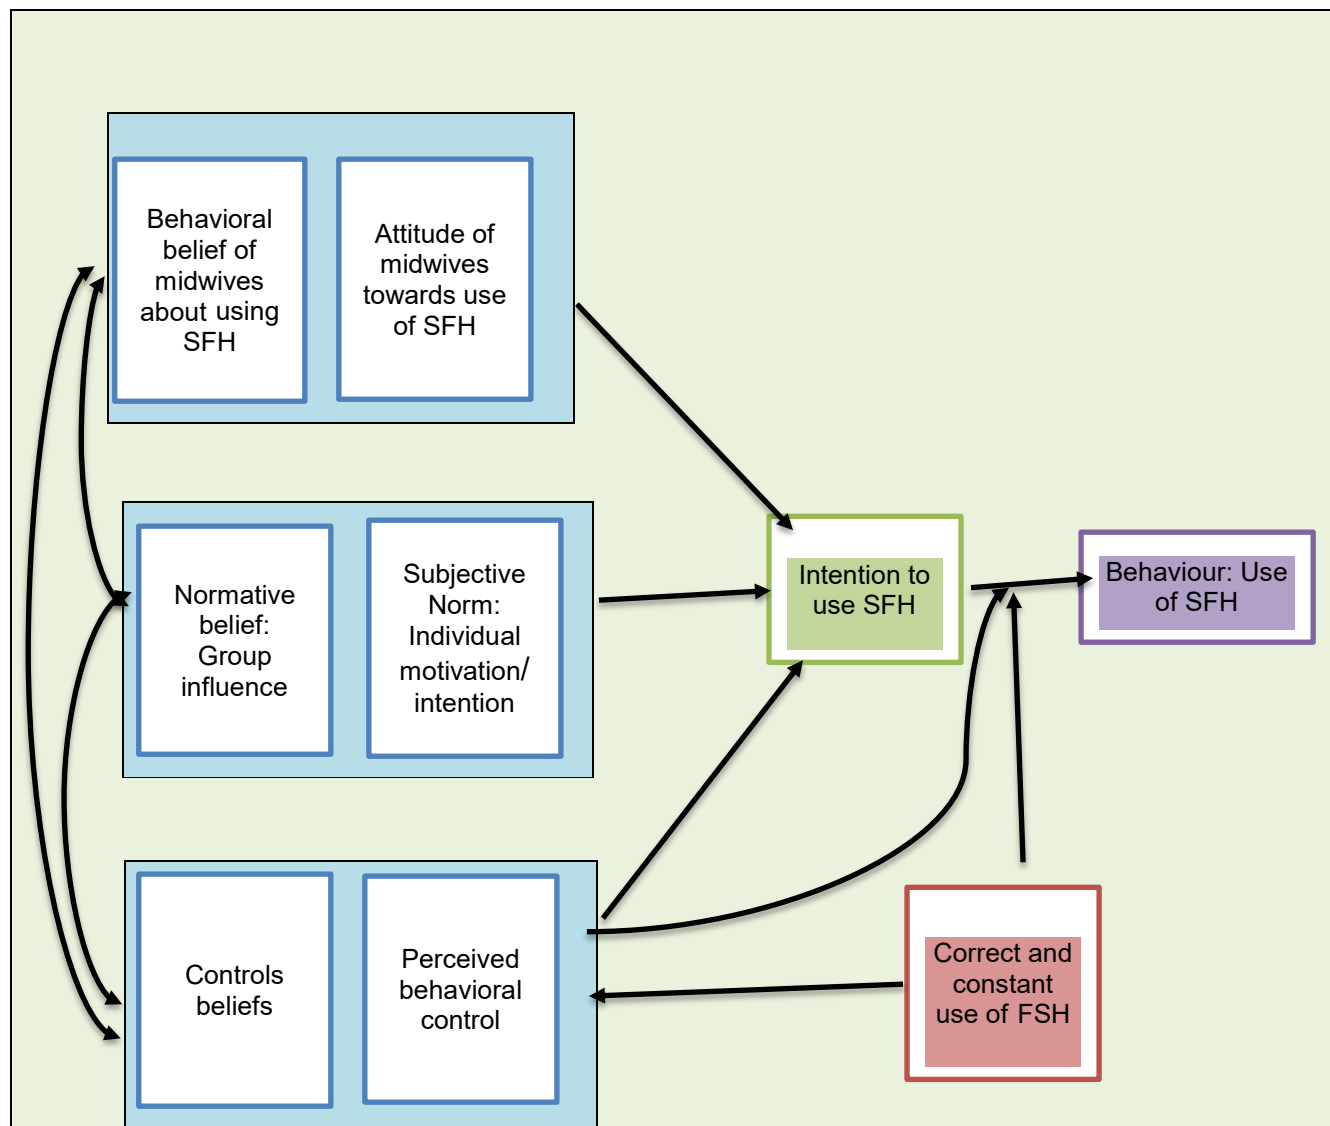 Behavioral
belief of
midwives
about using
SFH
Attitude of
midwives
towards use
of SFH
Normative
belief:
Group
influence
Subjective
Norm:
Individual
motivation/
intention
Intention to
use SFH
Behaviour: Use
of SFH
Controls
beliefs
Perceived
behavioral
control
Correct and
constant
use of FSH